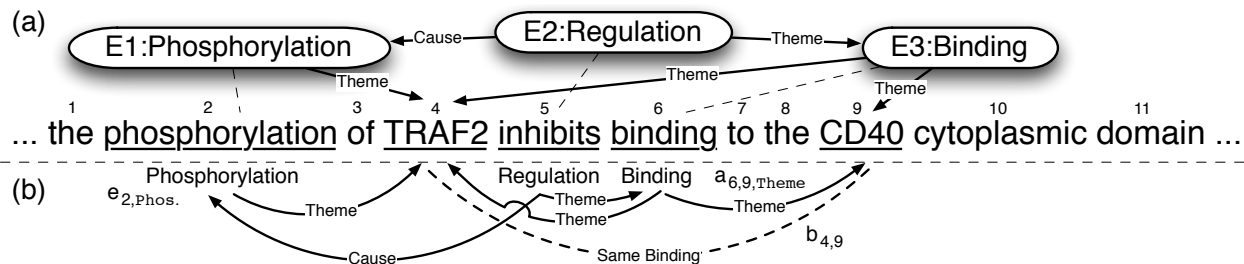 (a)
E1:Phosphorylation Cause E2:Regulation Theme E3:Binding
Theme Theme Theme
1 2 3 4 5 6 7 8 9 10 11
... the phosphorylation of TRAF2 inhibits binding to the CD40 cytoplasmic domain ...
(b)
Phosphorylation Regulation Binding a6,9,Theme
e2,Phos. Theme Theme Theme Theme
Cause Same Binding b4,9